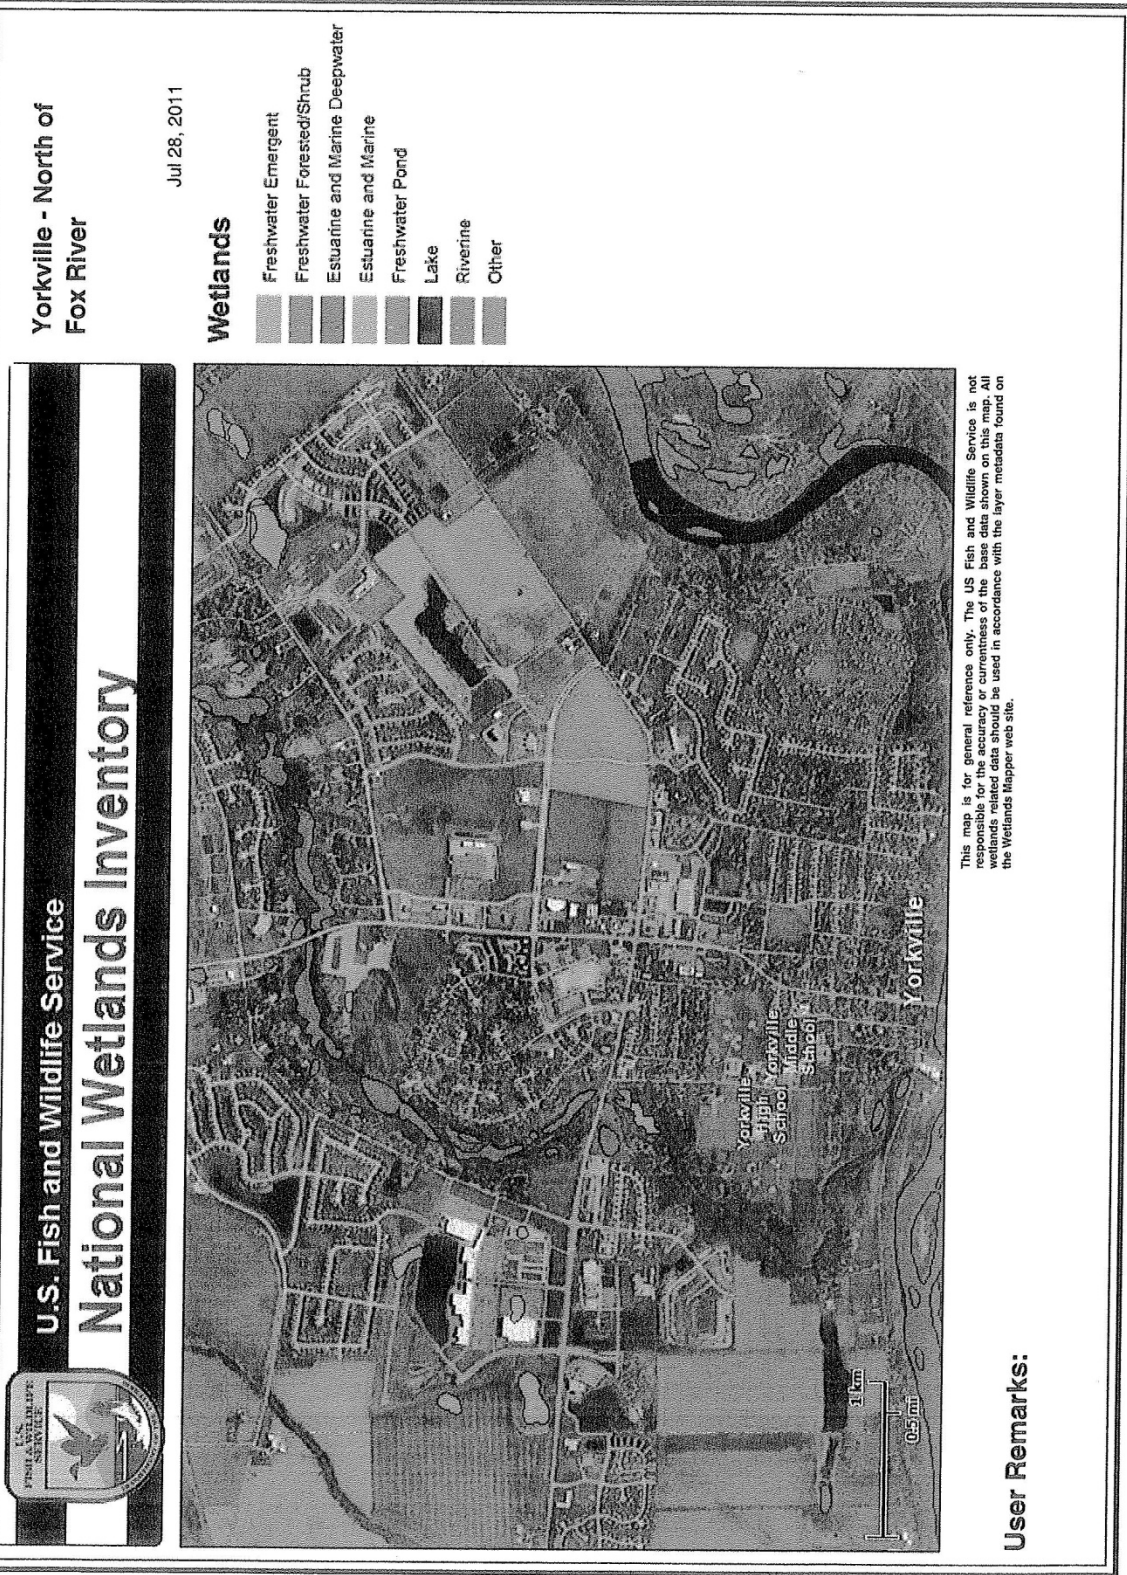 U.S.
FISH & WILDLIFE
SERVICE
U.S. Fish and Wildlife Service
National Wetlands Inventory
Yorkville - North of
Fox River
Jul 28, 2011
Wetlands
Freshwater Emergent
Freshwater Forested/Shrub
Estuarine and Marine Deepwater
Estuarine and Marine
Freshwater Pond
Lake
Riverine
Other
Yorkville
High
School
Yorkville
Middle
School
Yorkville
1 km
0.5 mi
This map is for general reference only. The US Fish and Wildlife Service is not
responsible for the accuracy or currentness of the base data shown on this map. All
wetlands related data should be used in accordance with the layer metadata found on
the Wetlands Mapper web site.
User Remarks: